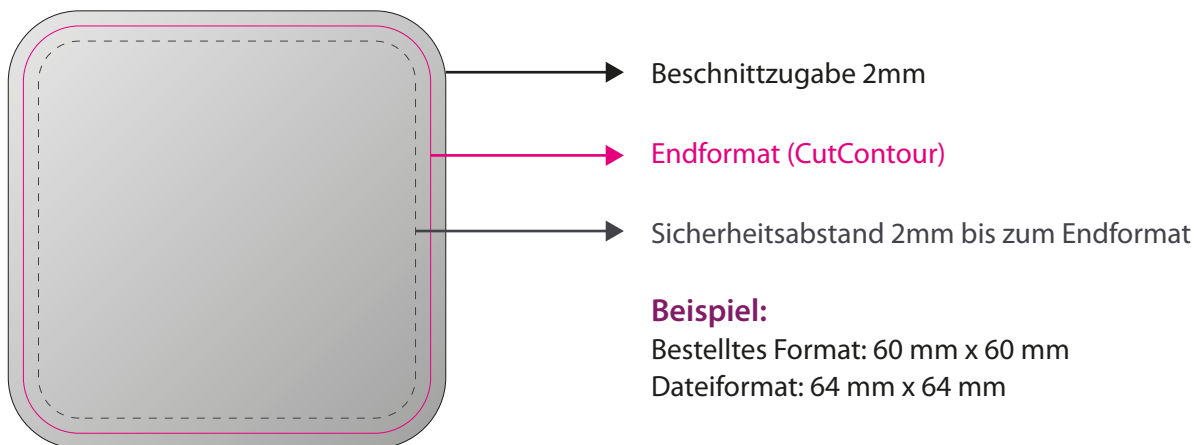 Beschnittzugabe 2mm
Endformat (CutContour)
Sicherheitsabstand 2mm bis zum Endformat
Beispiel:
Bestelltes Format: 60 mm x 60 mm
Dateiformat: 64 mm x 64 mm